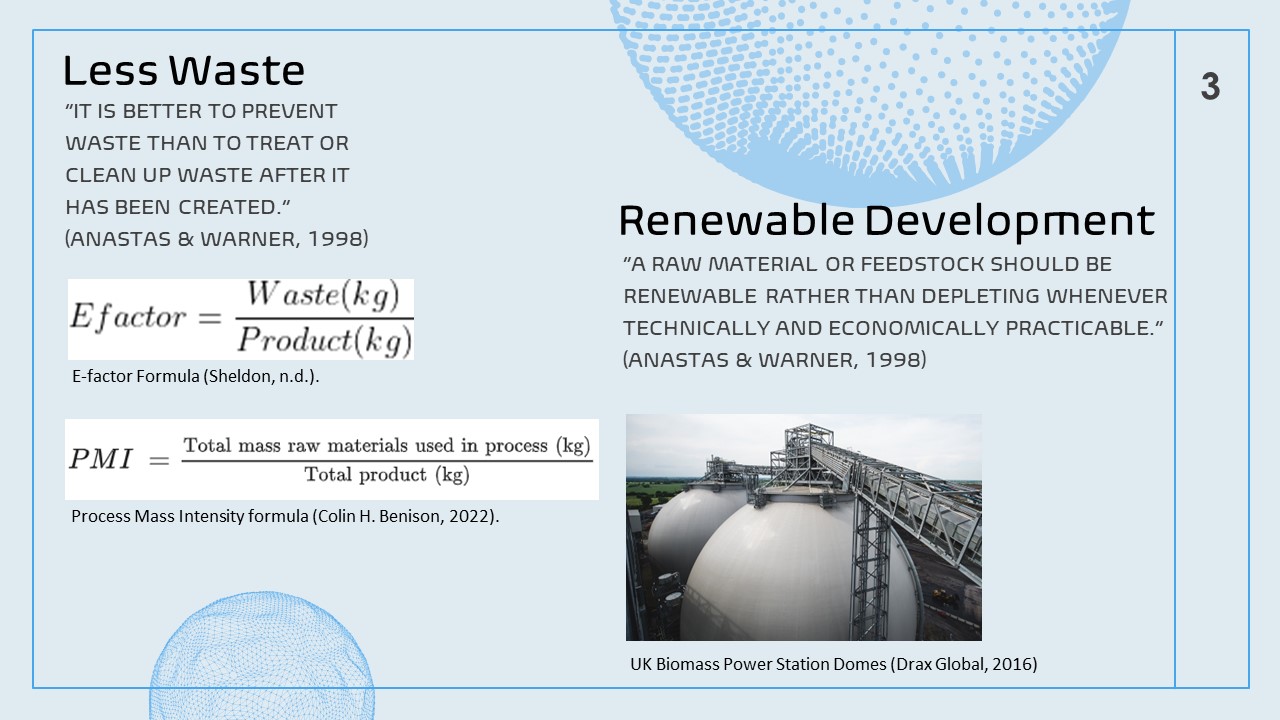 Less Waste
“IT IS BETTER TO PREVENT
WASTE THAN TO TREAT OR
CLEAN UP WASTE AFTER IT
HAS BEEN CREATED.”
(ANASTAS & WARNER, 1998)
Efactor = Waste(kg) / Product(kg)
E-factor Formula (Sheldon, n.d.).
PMI = Total mass raw materials used in process (kg) / Total product (kg)
Process Mass Intensity formula (Colin H. Benison, 2022).
3
Renewable Development
“A RAW MATERIAL OR FEEDSTOCK SHOULD BE
RENEWABLE RATHER THAN DEPLETING WHENEVER
TECHNICALLY AND ECONOMICALLY PRACTICABLE.”
(ANASTAS & WARNER, 1998)
UK Biomass Power Station Domes (Drax Global, 2016)